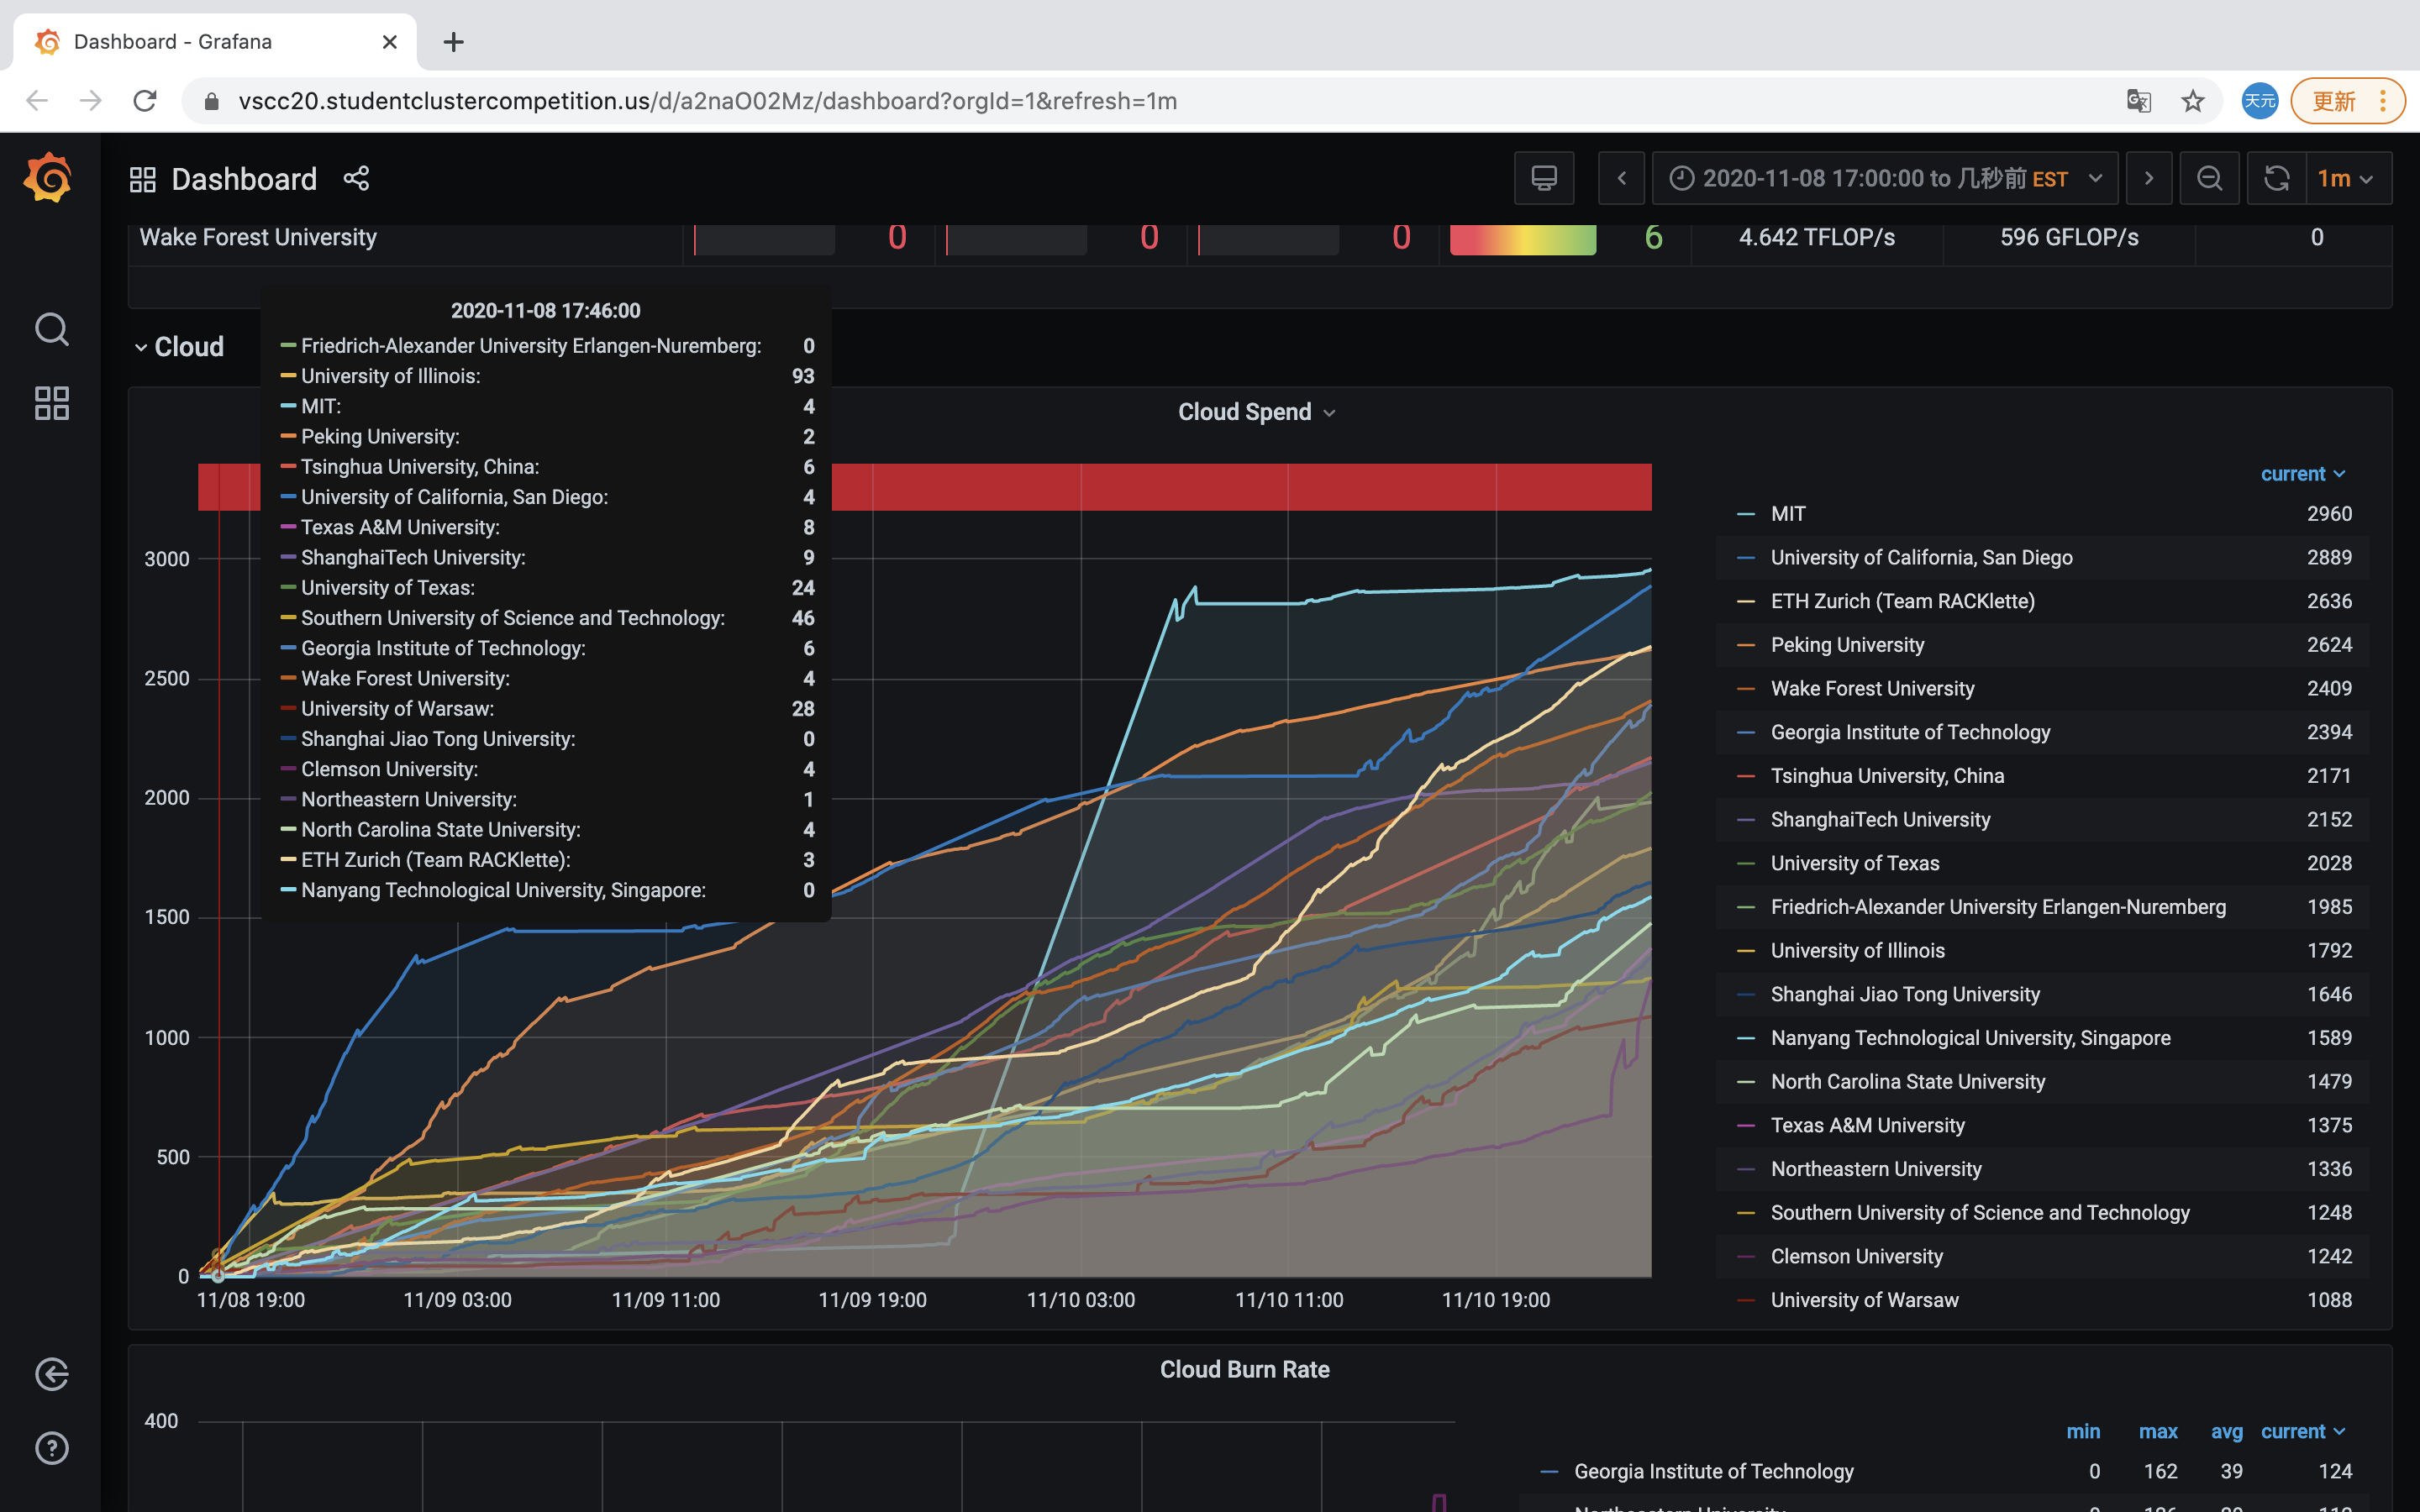 Dashboard - Grafana
vscc20.studentclustercompetition.us/d/a2naO02Mz/dashboard?orgId=1&refresh=1m
天元
更新
Dashboard
2020-11-08 17:00:00 to 几秒前 EST
1m
Wake Forest University 0 0 0 6 4.642 TFLOP/s 596 GFLOP/s 0
Cloud
2020-11-08 17:46:00
Friedrich-Alexander University Erlangen-Nuremberg: 0
University of Illinois: 93
MIT: 4
Peking University: 2
Tsinghua University, China: 6
University of California, San Diego: 4
Texas A&M University: 8
ShanghaiTech University: 9
University of Texas: 24
Southern University of Science and Technology: 46
Georgia Institute of Technology: 6
Wake Forest University: 4
University of Warsaw: 28
Shanghai Jiao Tong University: 0
Clemson University: 4
Northeastern University: 1
North Carolina State University: 4
ETH Zurich (Team RACKlette): 3
Nanyang Technological University, Singapore: 0
Cloud Spend
3000
2500
2000
1500
1000
500
0
11/08 19:00 11/09 03:00 11/09 11:00 11/09 19:00 11/10 03:00 11/10 11:00 11/10 19:00
current
MIT 2960
University of California, San Diego 2889
ETH Zurich (Team RACKlette) 2636
Peking University 2624
Wake Forest University 2409
Georgia Institute of Technology 2394
Tsinghua University, China 2171
ShanghaiTech University 2152
University of Texas 2028
Friedrich-Alexander University Erlangen-Nuremberg 1985
University of Illinois 1792
Shanghai Jiao Tong University 1646
Nanyang Technological University, Singapore 1589
North Carolina State University 1479
Texas A&M University 1375
Northeastern University 1336
Southern University of Science and Technology 1248
Clemson University 1242
University of Warsaw 1088
Cloud Burn Rate
400
min max avg current
Georgia Institute of Technology 0 162 39 124
Northeastern University